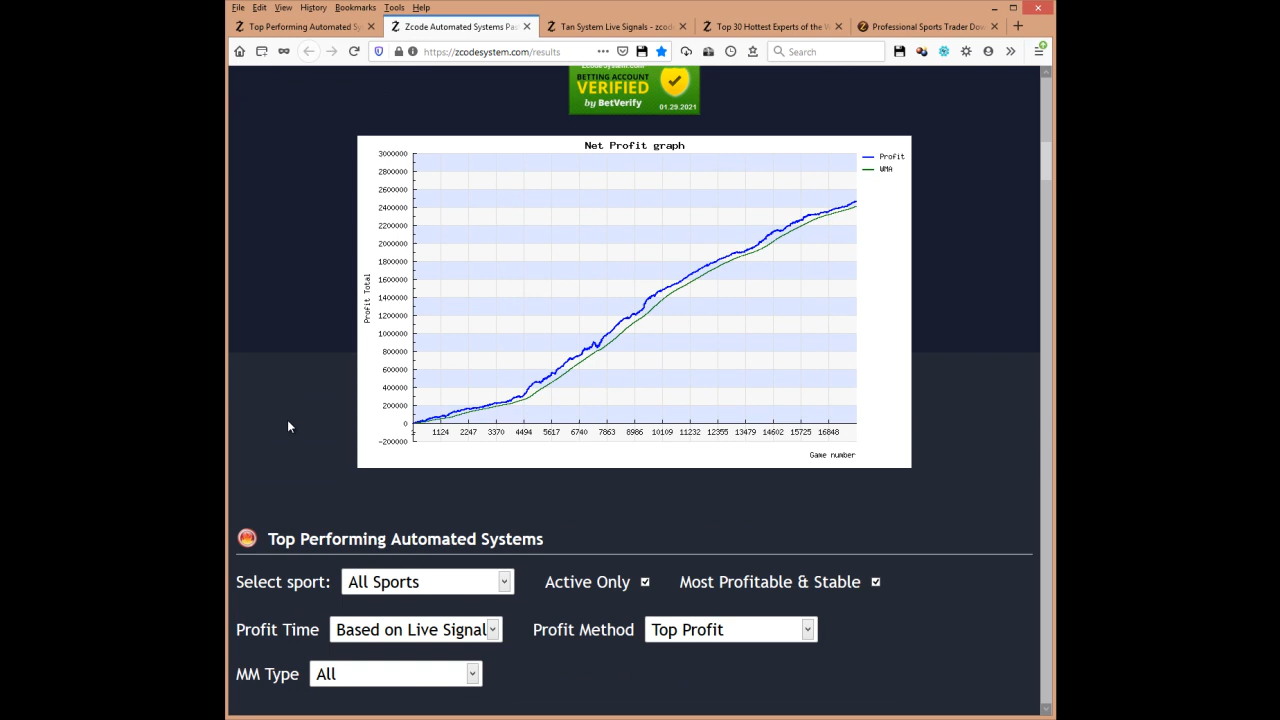 File Edit View History Bookmarks Tools Help
Top Performing Automated Sy
Zcode Automated Systems Pa
Tan System Live Signals – zcod
Top 30 Hottest Experts of the W
Professional Sports Trader Dow
https://zcodesystem.com/results
Search
BETTING ACCOUNT
VERIFIED
by BetVerify
01.29.2021
Net Profit graph
Profit
WMA
3000000
2800000
2600000
2400000
2200000
2000000
1800000
1600000
1400000
1200000
1000000
800000
600000
400000
200000
0
-200000
Profit Total
1124 2247 3370 4494 5617 6740 7863 8986 10109 11232 12355 13479 14602 15725 16848
Game number
Top Performing Automated Systems
Select sport: All Sports Active Only Most Profitable & Stable
Profit Time Based on Live Signal Profit Method Top Profit
MM Type All